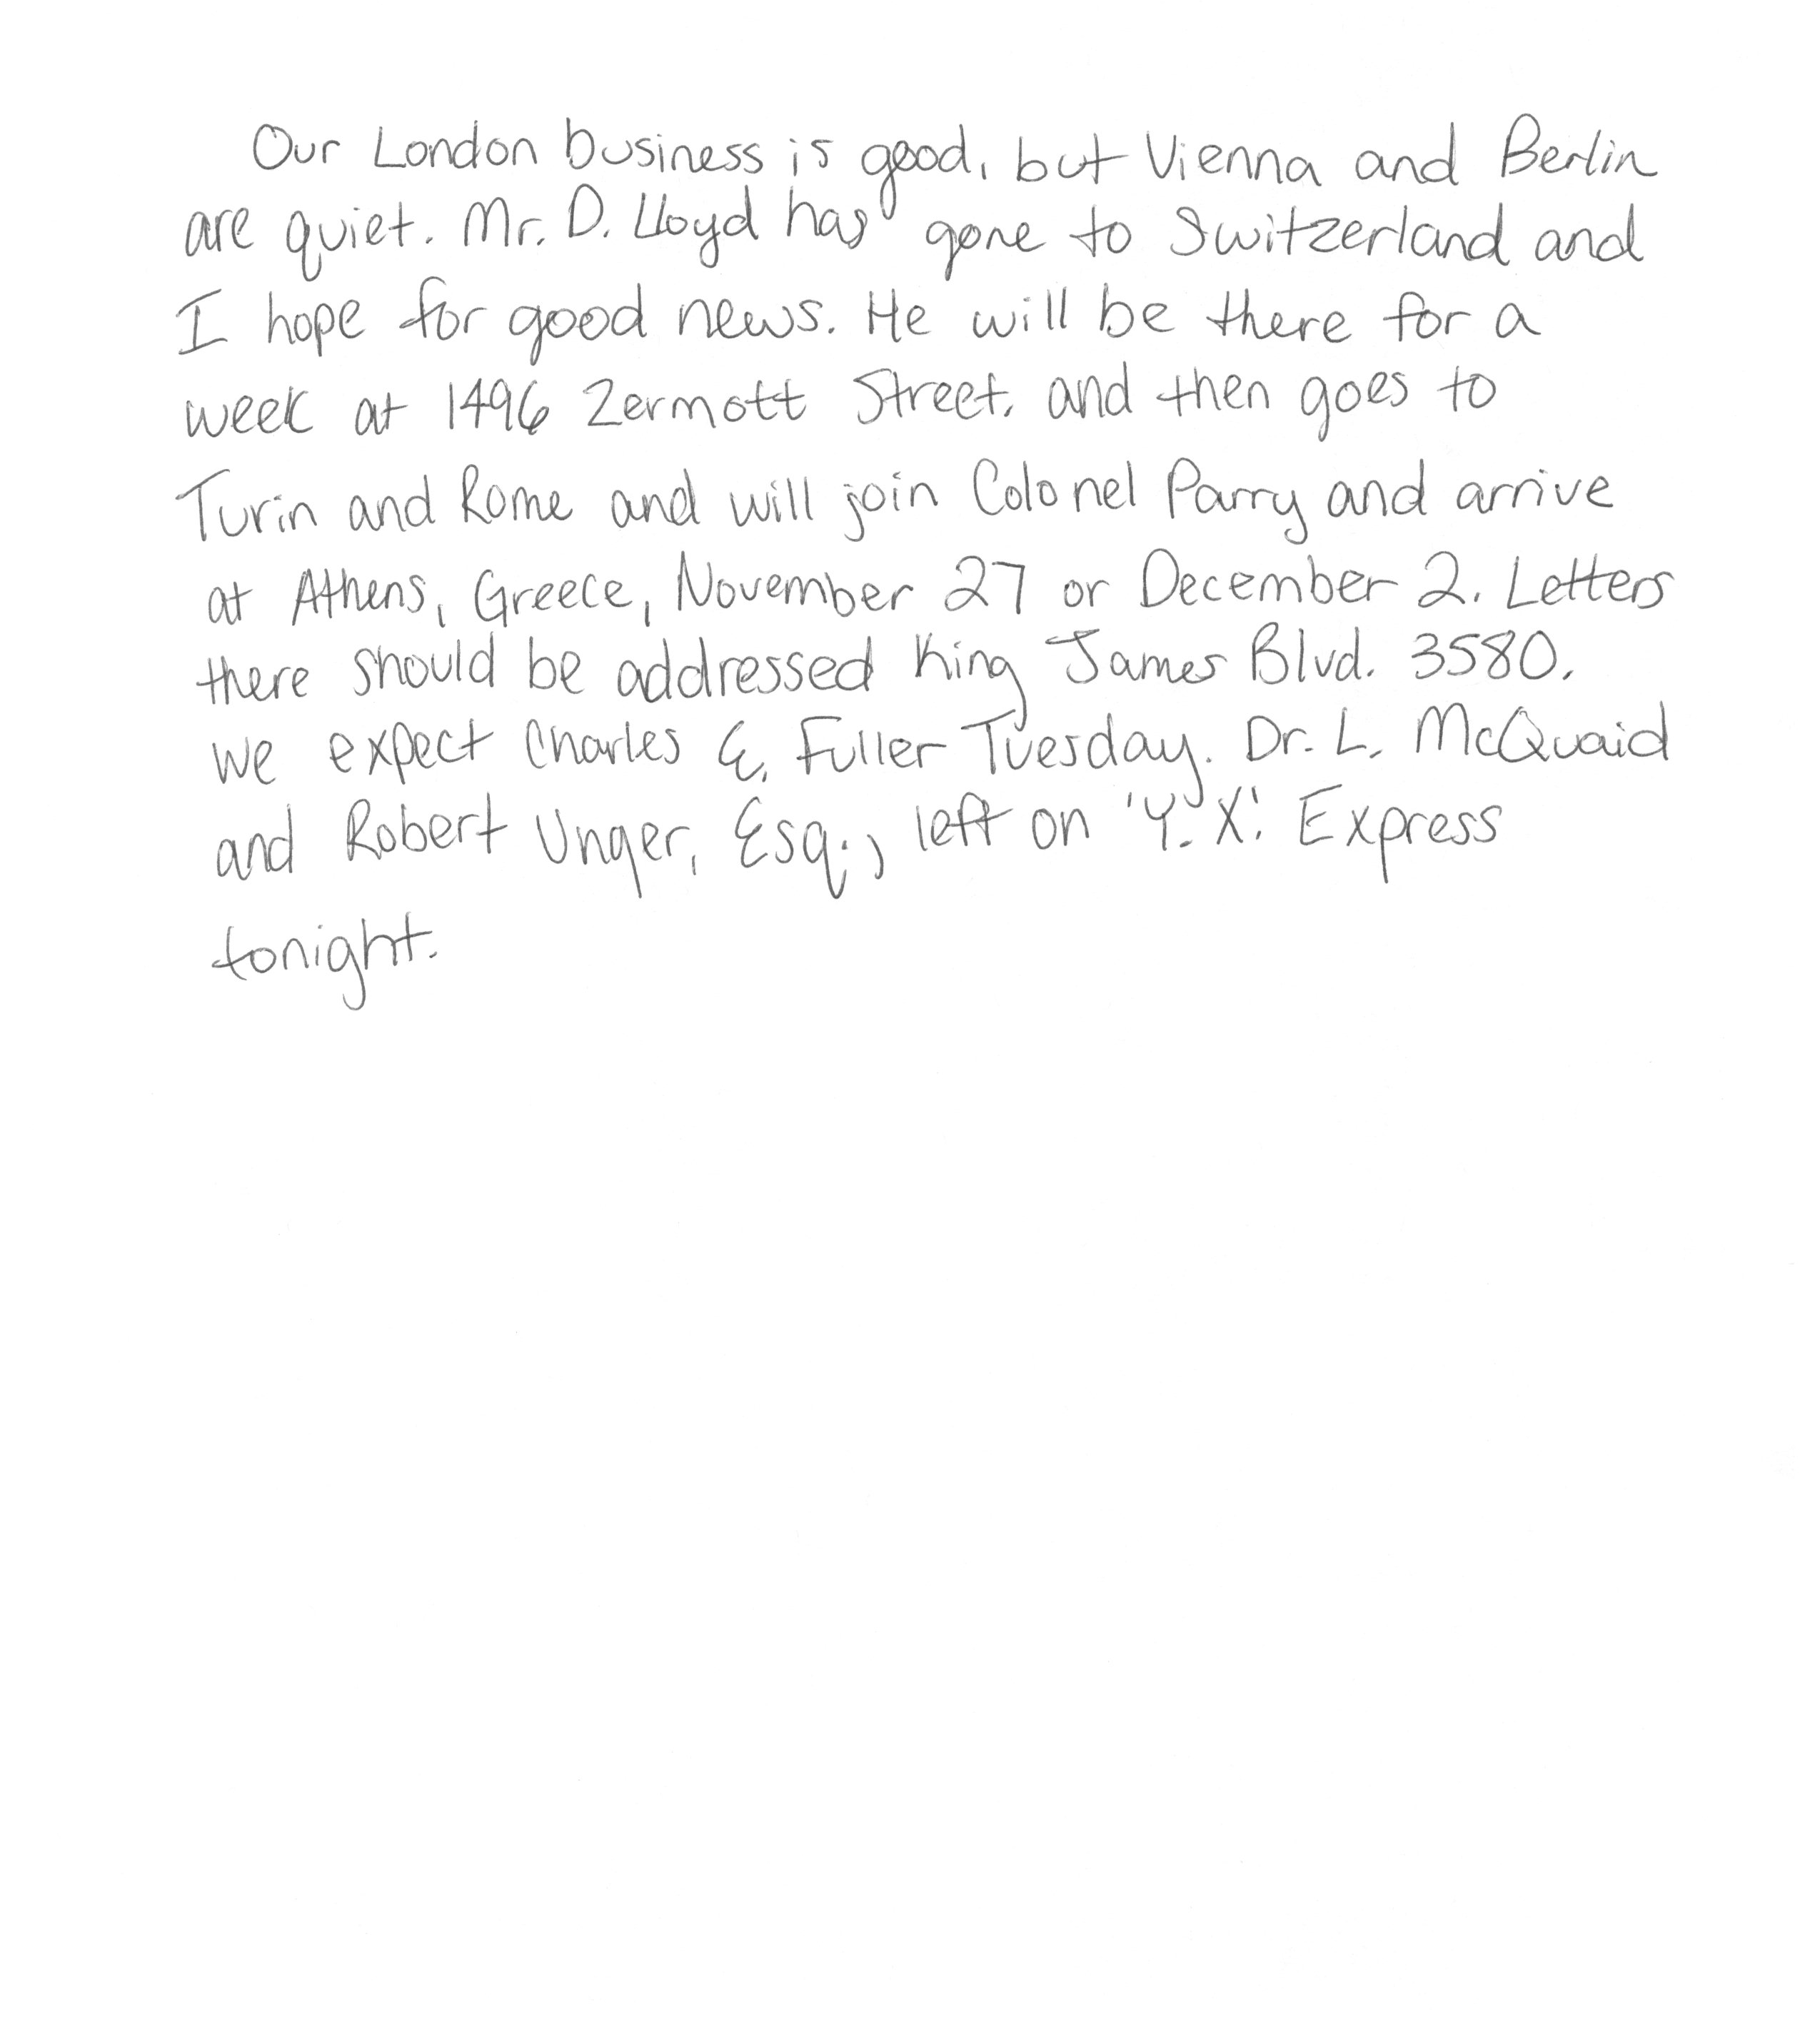 Our London business is good, but Vienna and Berlin
are quiet. Mr. D. Lloyd has gone to Switzerland and
I hope for good news. He will be there for a
week at 1496 Zermott Street, and then goes to
Turin and Rome and will join Colonel Parry and arrive
at Athens, Greece, November 27 or December 2. Letters
there should be addressed King James Blvd. 3580.
We expect Charles E. Fuller Tuesday. Dr. L. McQuaid
and Robert Unger, Esq., left on 'Y.X.' Express
tonight.